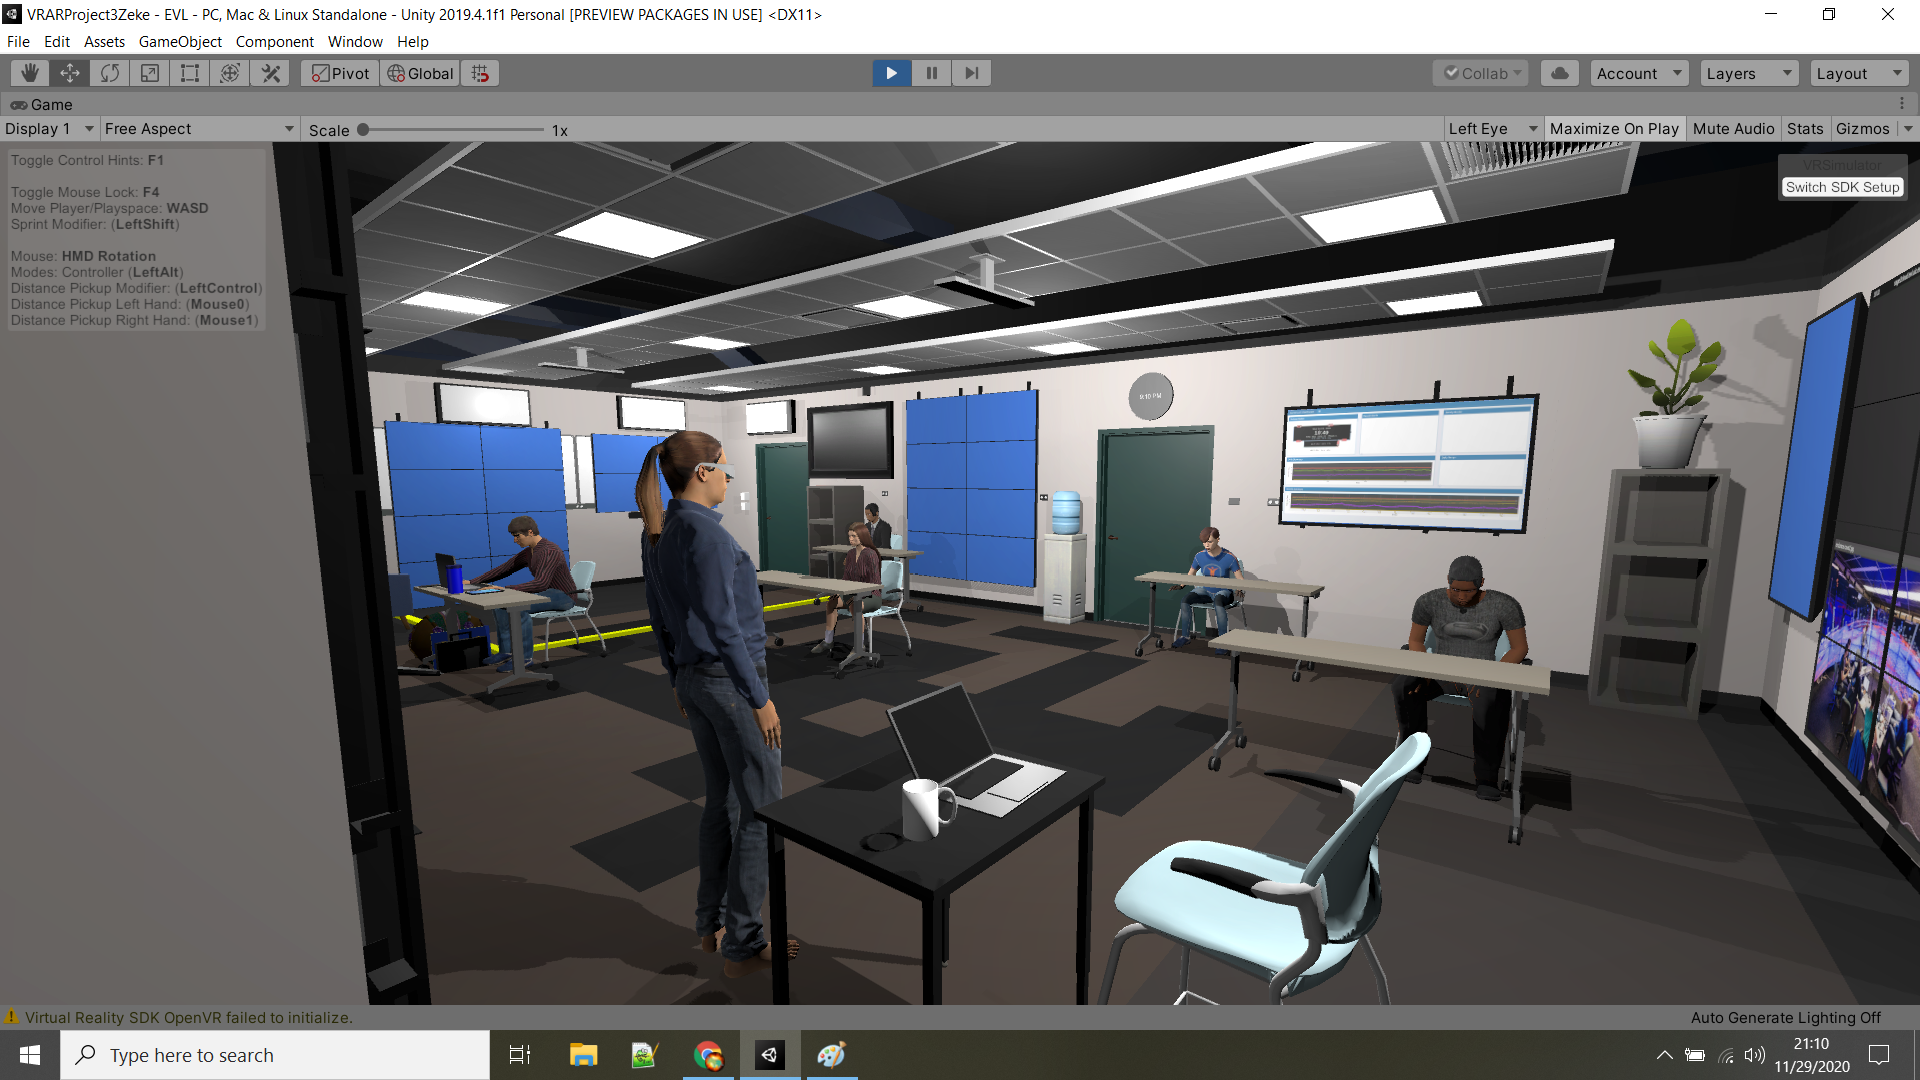 VRARProject3Zeke - EVL - PC, Mac & Linux Standalone - Unity 2019.4.1f1 Personal [PREVIEW PACKAGES IN USE] <DX11>
File Edit Assets GameObject Component Window Help
Pivot Global Collab Account Layers Layout
Game
Display 1 Free Aspect Scale 1x Left Eye Maximize On Play Mute Audio Stats Gizmos
Toggle Control Hints: F1
Toggle Mouse Lock: F4
Move Player/Playspace: WASD
Sprint Modifier: (LeftShift)
Mouse: HMD Rotation
Modes: Controller (LeftAlt)
Distance Pickup Modifier: (LeftControl)
Distance Pickup Left Hand: (Mouse0)
Distance Pickup Right Hand: (Mouse1)
VRSimulator
Switch SDK Setup
9:10 PM
Virtual Reality SDK OpenVR failed to initialize.
Auto Generate Lighting Off
Type here to search
21:10
11/29/2020